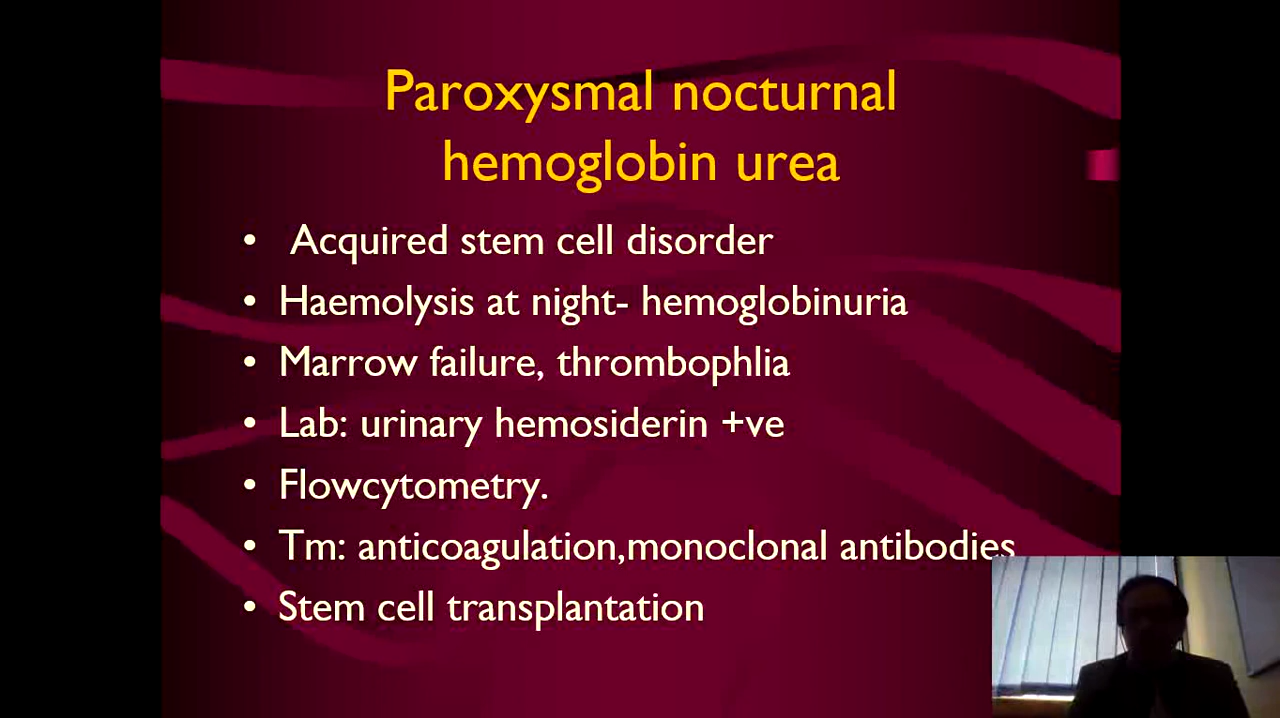 Paroxysmal nocturnal
hemoglobin urea
• Acquired stem cell disorder
• Haemolysis at night- hemoglobinuria
• Marrow failure, thrombophlia
• Lab: urinary hemosiderin +ve
• Flowcytometry.
• Tm: anticoagulation,monoclonal antibodies
• Stem cell transplantation